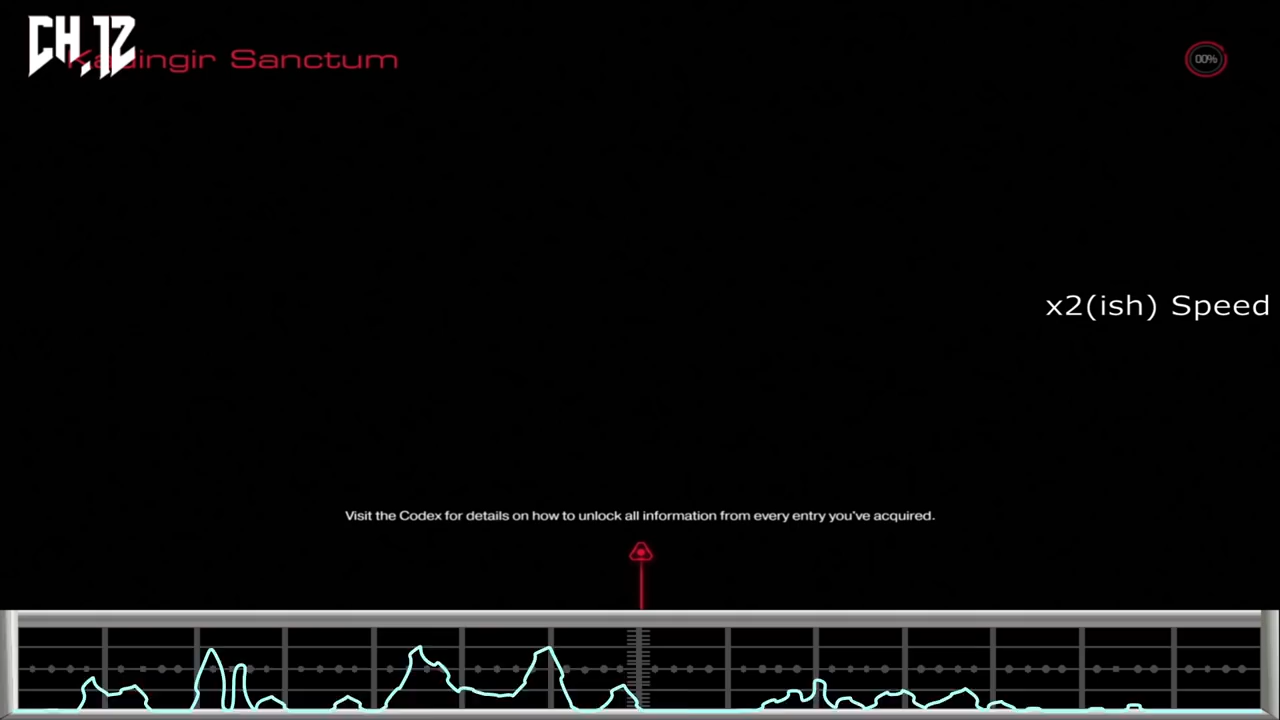 CH.12
Kadingir Sanctum
00%
x2(ish) Speed
Visit the Codex for details on how to unlock all information from every entry you've acquired.